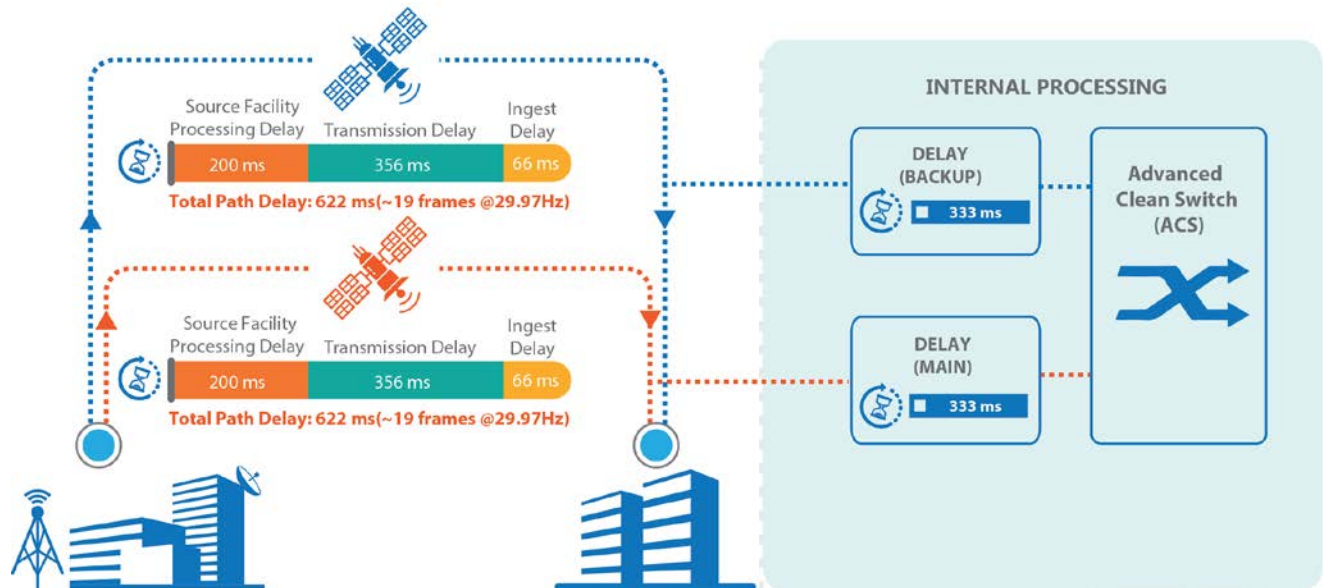 Source Facility
Processing Delay
Transmission Delay
Ingest
Delay
200 ms
356 ms
66 ms
Total Path Delay: 622 ms(~19 frames @29.97Hz)
Source Facility
Processing Delay
Transmission Delay
Ingest
Delay
200 ms
356 ms
66 ms
Total Path Delay: 622 ms(~19 frames @29.97Hz)
INTERNAL PROCESSING
DELAY
(BACKUP)
333 ms
DELAY
(MAIN)
333 ms
Advanced
Clean Switch
(ACS)